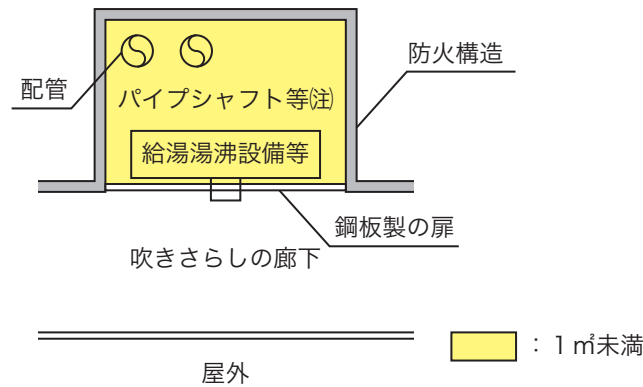 防火構造
配管
パイプシャフト等㊟
給湯湯沸設備等
鋼板製の扉
吹きさらしの廊下
：１㎡未満
屋外